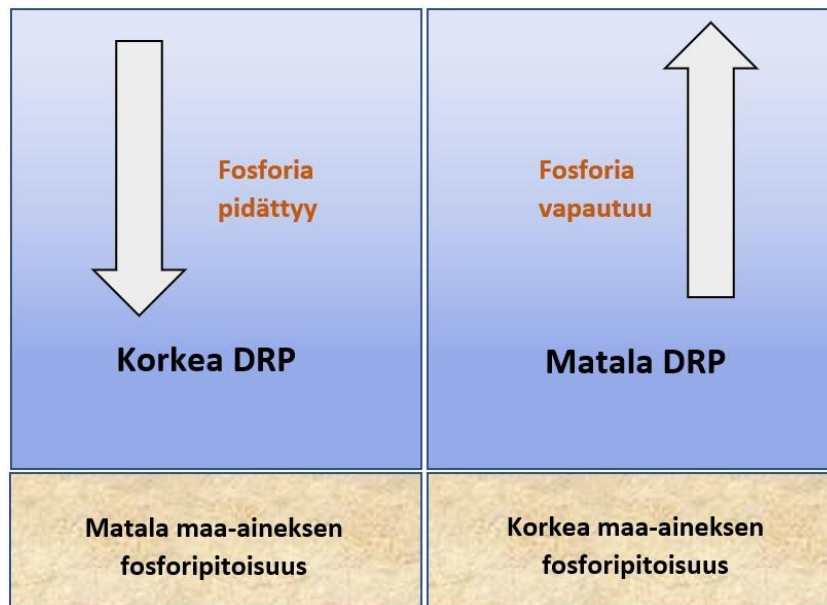 Fosforia
pidättyy
Korkea DRP
Matala maa-aineksen
fosforipitoisuus
Fosforia
vapautuu
Matala DRP
Korkea maa-aineksen
fosforipitoisuus